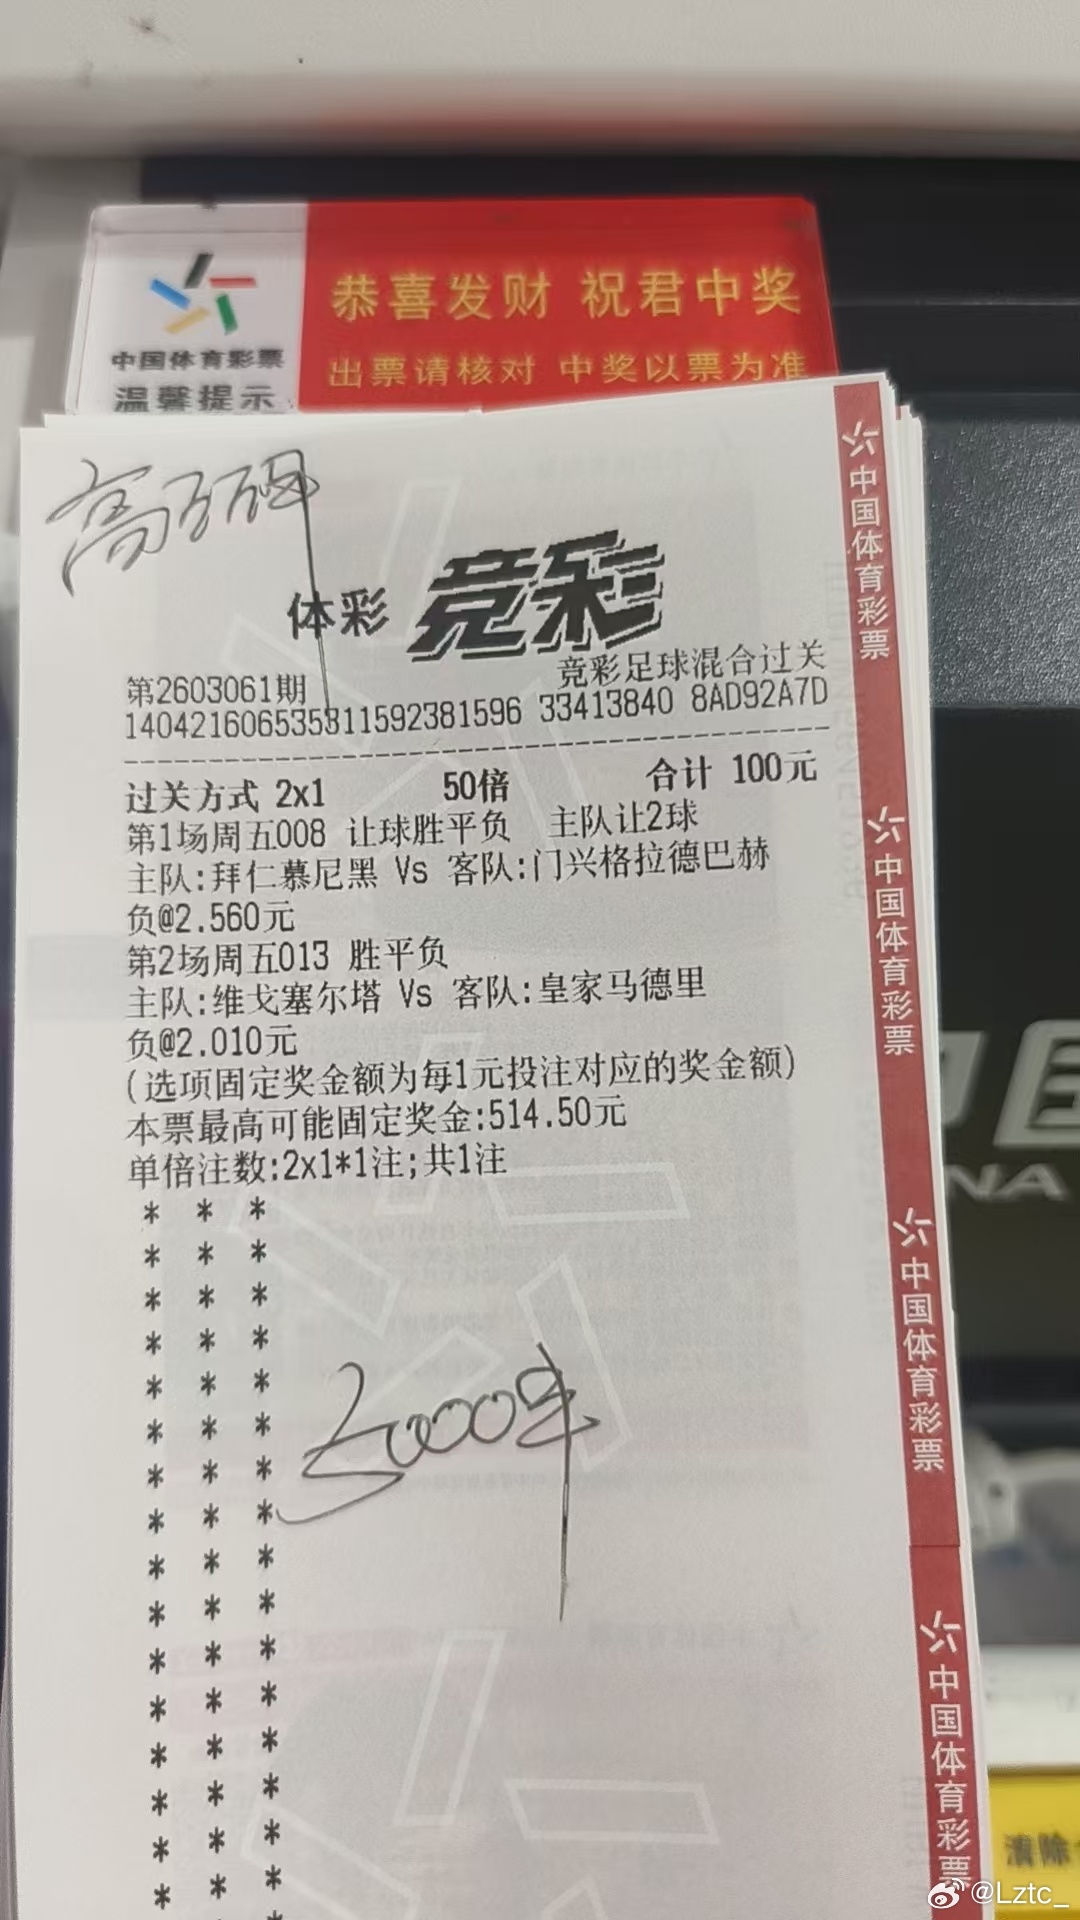 中国体育彩票
温馨提示
恭喜发财 祝君中奖
出票请核对 中奖以票为准
体彩 竞彩
竞彩足球混合过关
第2603061期
140421606535311592381596 33413840 8AD92A7D
过关方式 2x1 50倍 合计 100元
第1场周五008 让球胜平负 主队让2球
主队:拜仁慕尼黑 Vs 客队:门兴格拉德巴赫
负@2.560元
第2场周五013 胜平负
主队:维戈塞尔塔 Vs 客队:皇家马德里
负@2.010元
(选项固定奖金额为每1元投注对应的奖金额)
本票最高可能固定奖金:514.50元
单倍注数:2x1*1注;共1注
中国体育彩票
中国体育彩票
中国体育彩票
中国体育彩票
清除
@Lztc_